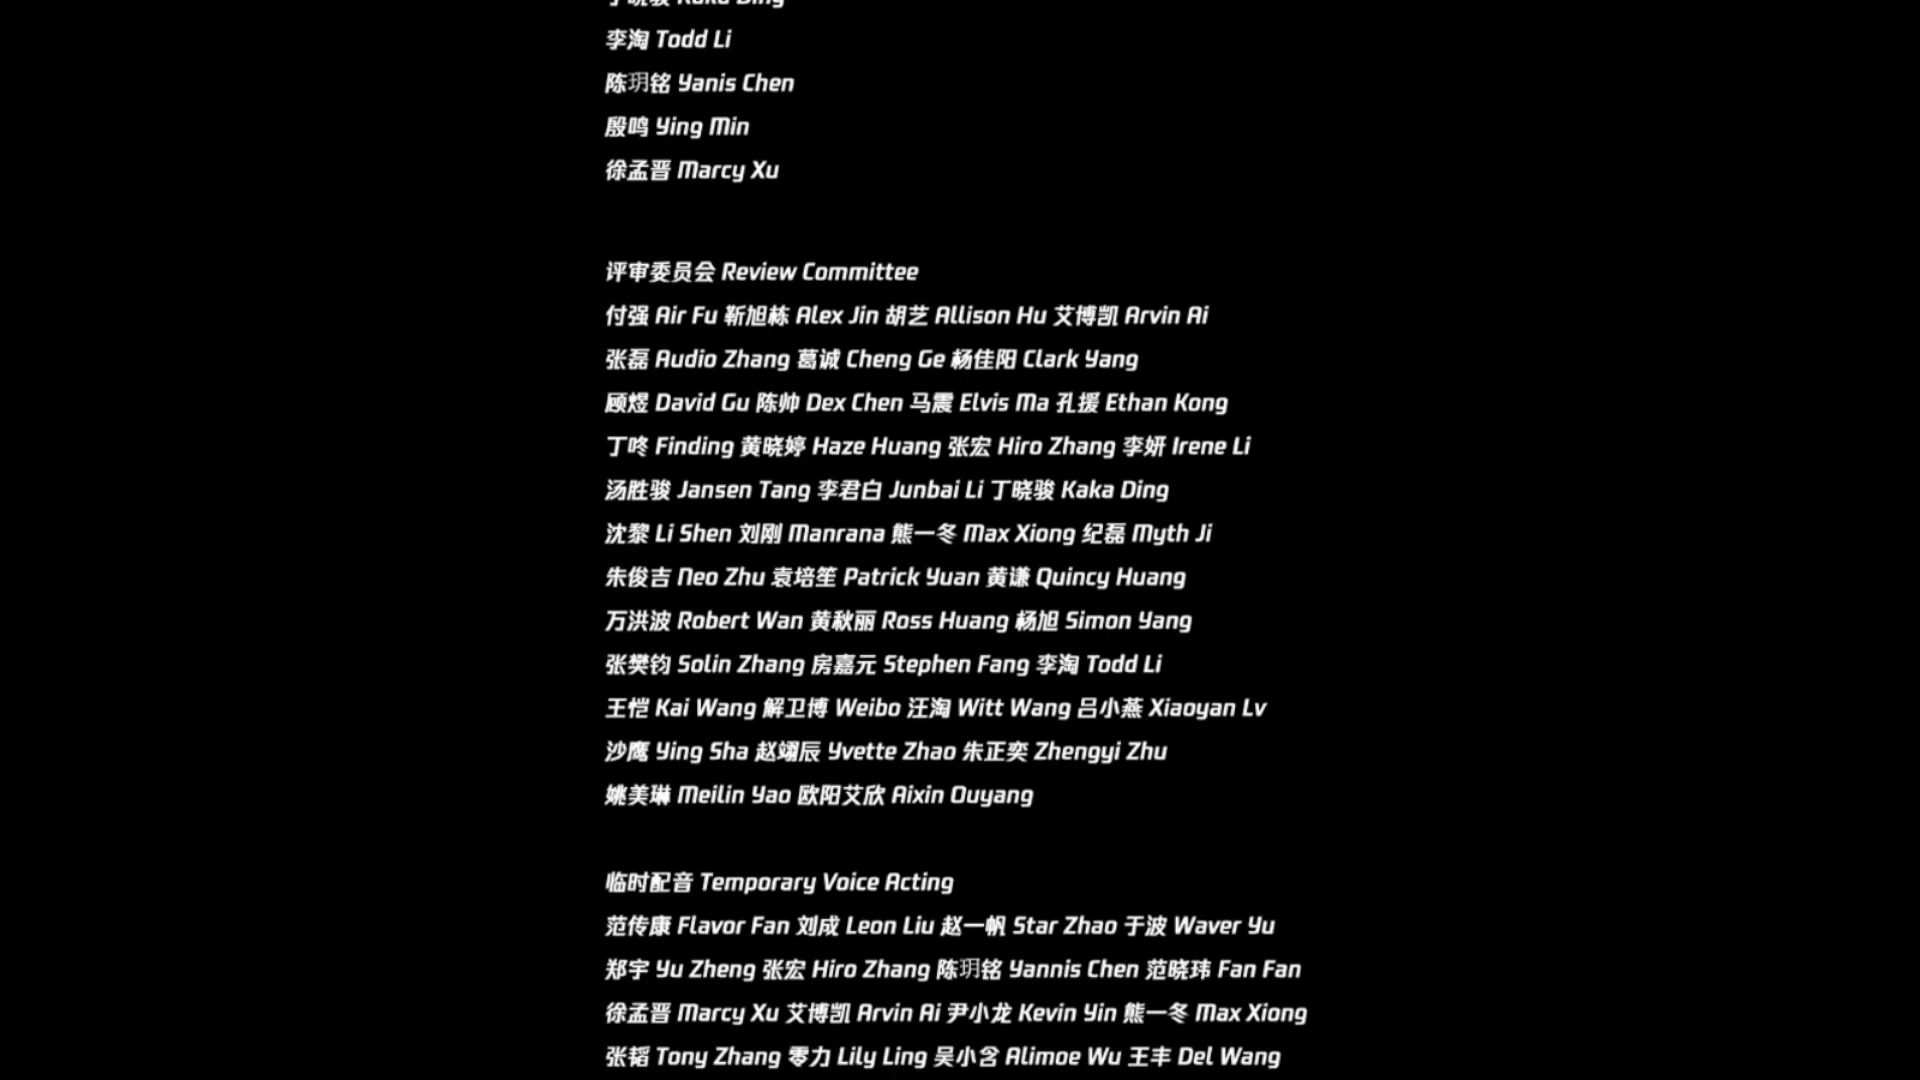 丁晓骏 Kaka Ding
李淘 Todd Li
陈玥铭 Yanis Chen
殷鸣 Ying Min
徐孟晋 Marcy Xu
评审委员会 Review Committee
付强 Air Fu 靳旭栋 Alex Jin 胡艺 Allison Hu 艾博凯 Arvin Ai
张磊 Audio Zhang 葛诚 Cheng Ge 杨佳阳 Clark Yang
顾煜 David Gu 陈帅 Dex Chen 马震 Elvis Ma 孔援 Ethan Kong
丁咚 Finding 黄晓婷 Haze Huang 张宏 Hiro Zhang 李妍 Irene Li
汤胜骏 Jansen Tang 李君白 Junbai Li 丁晓骏 Kaka Ding
沈黎 Li Shen 刘刚 Manrana 熊一冬 Max Xiong 纪磊 Myth Ji
朱俊吉 Neo Zhu 袁培笙 Patrick Yuan 黄谦 Quincy Huang
万洪波 Robert Wan 黄秋丽 Ross Huang 杨旭 Simon Yang
张樊钧 Solin Zhang 房嘉元 Stephen Fang 李淘 Todd Li
王恺 Kai Wang 解卫博 Weibo 汪淘 Witt Wang 吕小燕 Xiaoyan Lv
沙鹰 Ying Sha 赵翊辰 Yvette Zhao 朱正奕 Zhengyi Zhu
姚美琳 Meilin Yao 欧阳艾欣 Aixin Ouyang
临时配音 Temporary Voice Acting
范传康 Flavor Fan 刘成 Leon Liu 赵一帆 Star Zhao 于波 Waver Yu
郑宇 Yu Zheng 张宏 Hiro Zhang 陈玥铭 Yannis Chen 范晓玮 Fan Fan
徐孟晋 Marcy Xu 艾博凯 Arvin Ai 尹小龙 Kevin Yin 熊一冬 Max Xiong
张韬 Tony Zhang 零力 Lily Ling 吴小含 Alimoe Wu 王丰 Del Wang